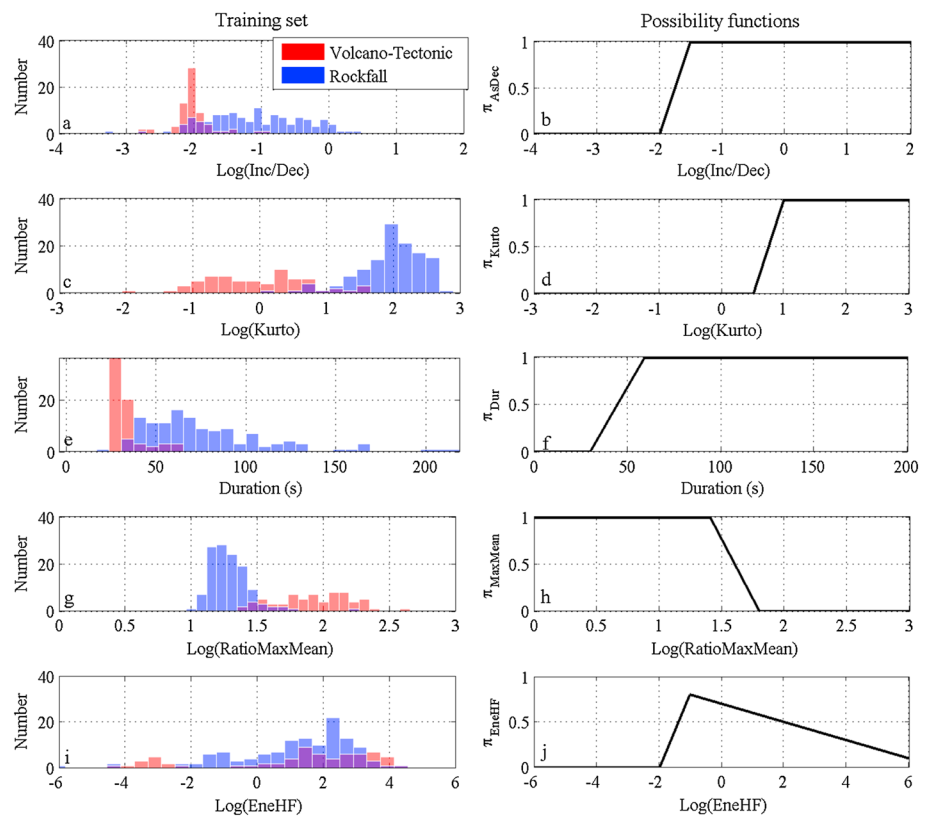 Training set
Possibility functions
Volcano-Tectonic
Rockfall
Number
40
20
0
a
-4 -3 -2 -1 0 1 2
Log(Inc/Dec)
π AsDec
1
0.5
0
b
-4 -3 -2 -1 0 1 2
Log(Inc/Dec)
Number
40
20
0
c
-3 -2 -1 0 1 2 3
Log(Kurto)
π Kurto
1
0.5
0
d
-3 -2 -1 0 1 2 3
Log(Kurto)
Number
20
0
e
0 50 100 150 200
Duration (s)
π Dur
1
0.5
0
f
0 50 100 150 200
Duration (s)
Number
40
20
0
g
0 0.5 1 1.5 2 2.5 3
Log(RatioMaxMean)
π MaxMean
1
0.5
0
h
0 0.5 1 1.5 2 2.5 3
Log(RatioMaxMean)
Number
40
20
0
i
-6 -4 -2 0 2 4 6
Log(EneHF)
π EneHF
1
0.5
0
j
-6 -4 -2 0 2 4 6
Log(EneHF)